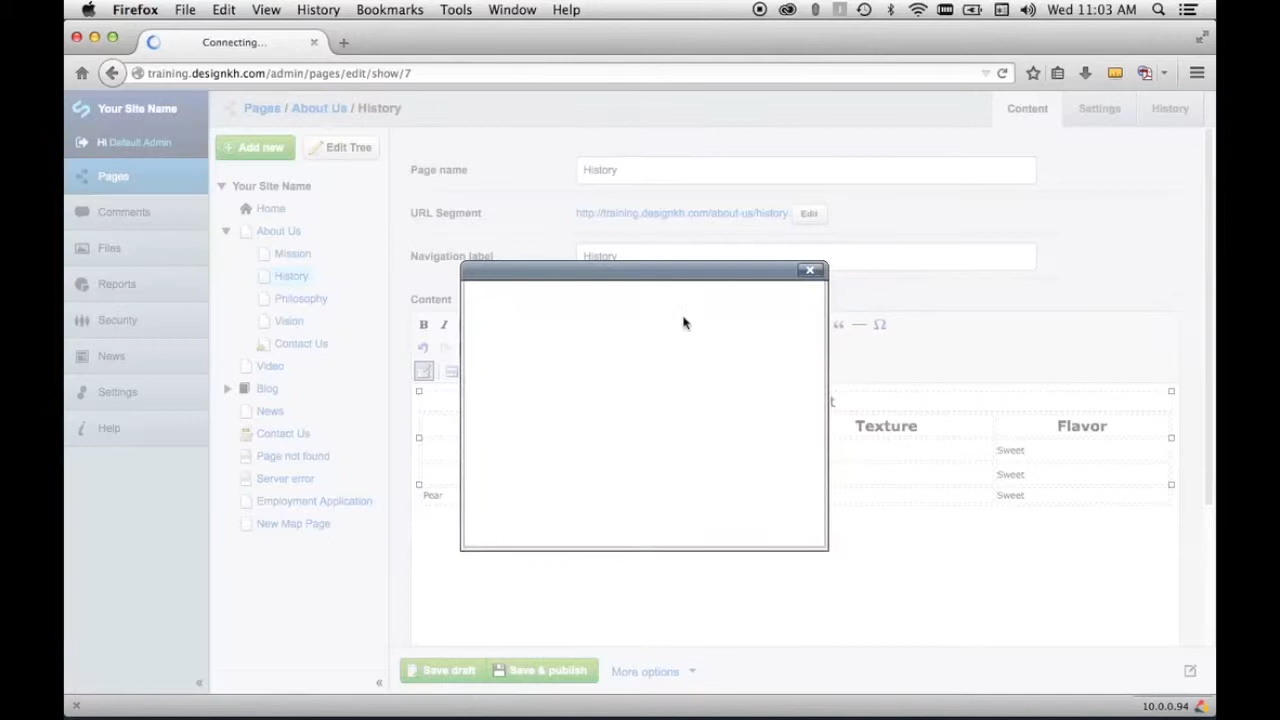 Firefox File Edit View History Bookmarks Tools Window Help Wed 11:03 AM
Connecting...
training.designkh.com/admin/pages/edit/show/7
Your Site Name
Pages / About Us / History
Content Settings History
Hi Default Admin
Add new Edit Tree
Pages
Comments
Files
Reports
Security
News
Settings
Help
Your Site Name
Home
About Us
Mission
History
Philosophy
Vision
Contact Us
Video
Blog
News
Contact Us
Page not found
Server error
Employment Application
New Map Page
Page name History
URL Segment http://training.designkh.com/about-us/history Edit
Navigation label History
Content
B I
Texture Flavor
Sweet
Sweet
Pear Sweet
Save draft Save & publish More options
10.0.0.94